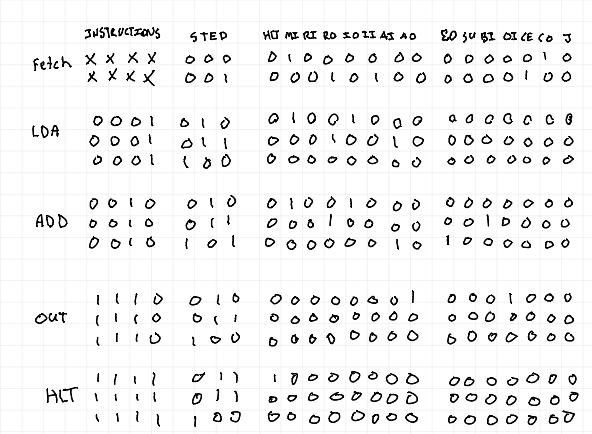 INSTRUCTIONS STEP HLT MI RI RO IO II AI AO EO SU BI OI CE CO J
Fetch X X X X 0 0 0 0 1 0 0 0 0 0 0 0 0 0 0 0 1 0
X X X X 0 0 1 0 0 0 1 0 1 0 0 0 0 0 0 1 0 0
LDA 0 0 0 1 0 1 0 0 1 0 0 1 0 0 0 0 0 0 0 0 0 0
0 0 0 1 0 1 1 0 0 0 1 0 0 1 0 0 0 0 0 0 0 0
0 0 0 1 1 0 0 0 0 0 0 0 0 0 0 0 0 0 0 0 0 0
ADD 0 0 1 0 0 1 0 0 1 0 0 1 0 0 0 0 0 0 0 0 0 0
0 0 1 0 0 1 1 0 0 0 1 0 0 0 0 0 0 1 0 0 0 0
0 0 1 0 1 0 1 0 0 0 0 0 0 1 0 1 0 0 0 0 0 0
OUT 1 1 1 0 0 1 0 0 0 0 0 0 0 0 1 0 0 0 1 0 0 0
1 1 1 0 0 1 1 0 0 0 0 0 0 0 0 0 0 0 0 0 0 0
1 1 1 0 1 0 0 0 0 0 0 0 0 0 0 0 0 0 0 0 0 0
HLT 1 1 1 1 0 1 1 1 0 0 0 0 0 0 0 0 0 0 0 0 0 0
1 1 1 1 0 1 1 0 0 0 0 0 0 0 0 0 0 0 0 0 0 0
1 1 1 1 1 0 0 0 0 0 0 0 0 0 0 0 0 0 0 0 0 0